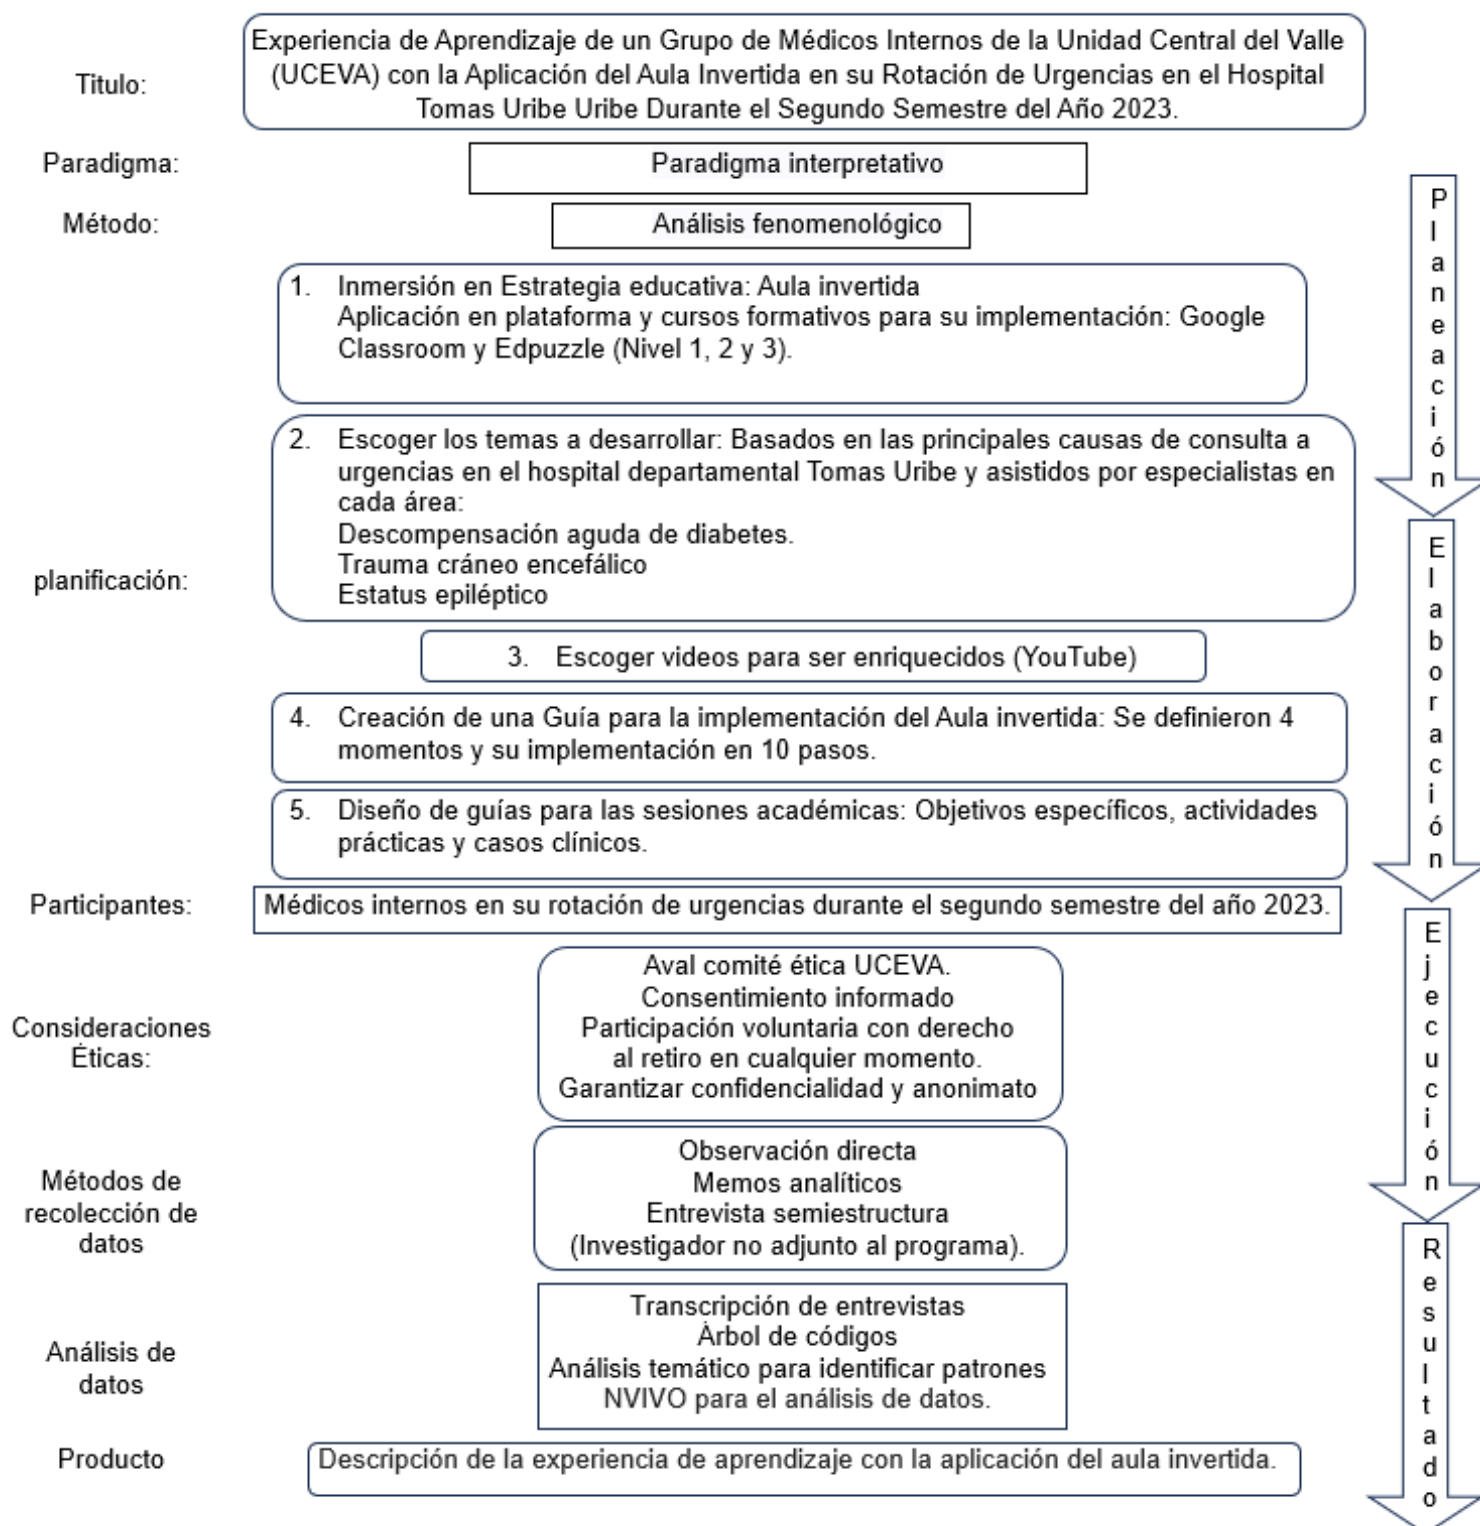 Titulo:
Experiencia de Aprendizaje de un Grupo de Médicos Internos de la Unidad Central del Valle
(UCEVA) con la Aplicación del Aula Invertida en su Rotación de Urgencias en el Hospital
Tomas Uribe Uribe Durante el Segundo Semestre del Año 2023.
Paradigma:
Paradigma interpretativo
Método:
Análisis fenomenológico
planificación:
1. Inmersión en Estrategia educativa: Aula invertida
Aplicación en plataforma y cursos formativos para su implementación: Google
Classroom y Edpuzzle (Nivel 1, 2 y 3).
2. Escoger los temas a desarrollar: Basados en las principales causas de consulta a
urgencias en el hospital departamental Tomas Uribe y asistidos por especialistas en
cada área:
Descompensación aguda de diabetes.
Trauma cráneo encefálico
Estatus epiléptico
3. Escoger videos para ser enriquecidos (YouTube)
4. Creación de una Guía para la implementación del Aula invertida: Se definieron 4
momentos y su implementación en 10 pasos.
5. Diseño de guías para las sesiones académicas: Objetivos específicos, actividades
prácticas y casos clínicos.
Participantes:
Médicos internos en su rotación de urgencias durante el segundo semestre del año 2023.
Consideraciones
Éticas:
Aval comité ética UCEVA.
Consentimiento informado
Participación voluntaria con derecho
al retiro en cualquier momento.
Garantizar confidencialidad y anonimato
Métodos de
recolección de
datos
Observación directa
Memos analíticos
Entrevista semiestructura
(Investigador no adjunto al programa).
Análisis de
datos
Transcripción de entrevistas
Árbol de códigos
Análisis temático para identificar patrones
NVIVO para el análisis de datos.
Producto
Descripción de la experiencia de aprendizaje con la aplicación del aula invertida.
Planeación
Elaboración
Ejecución
Resultado